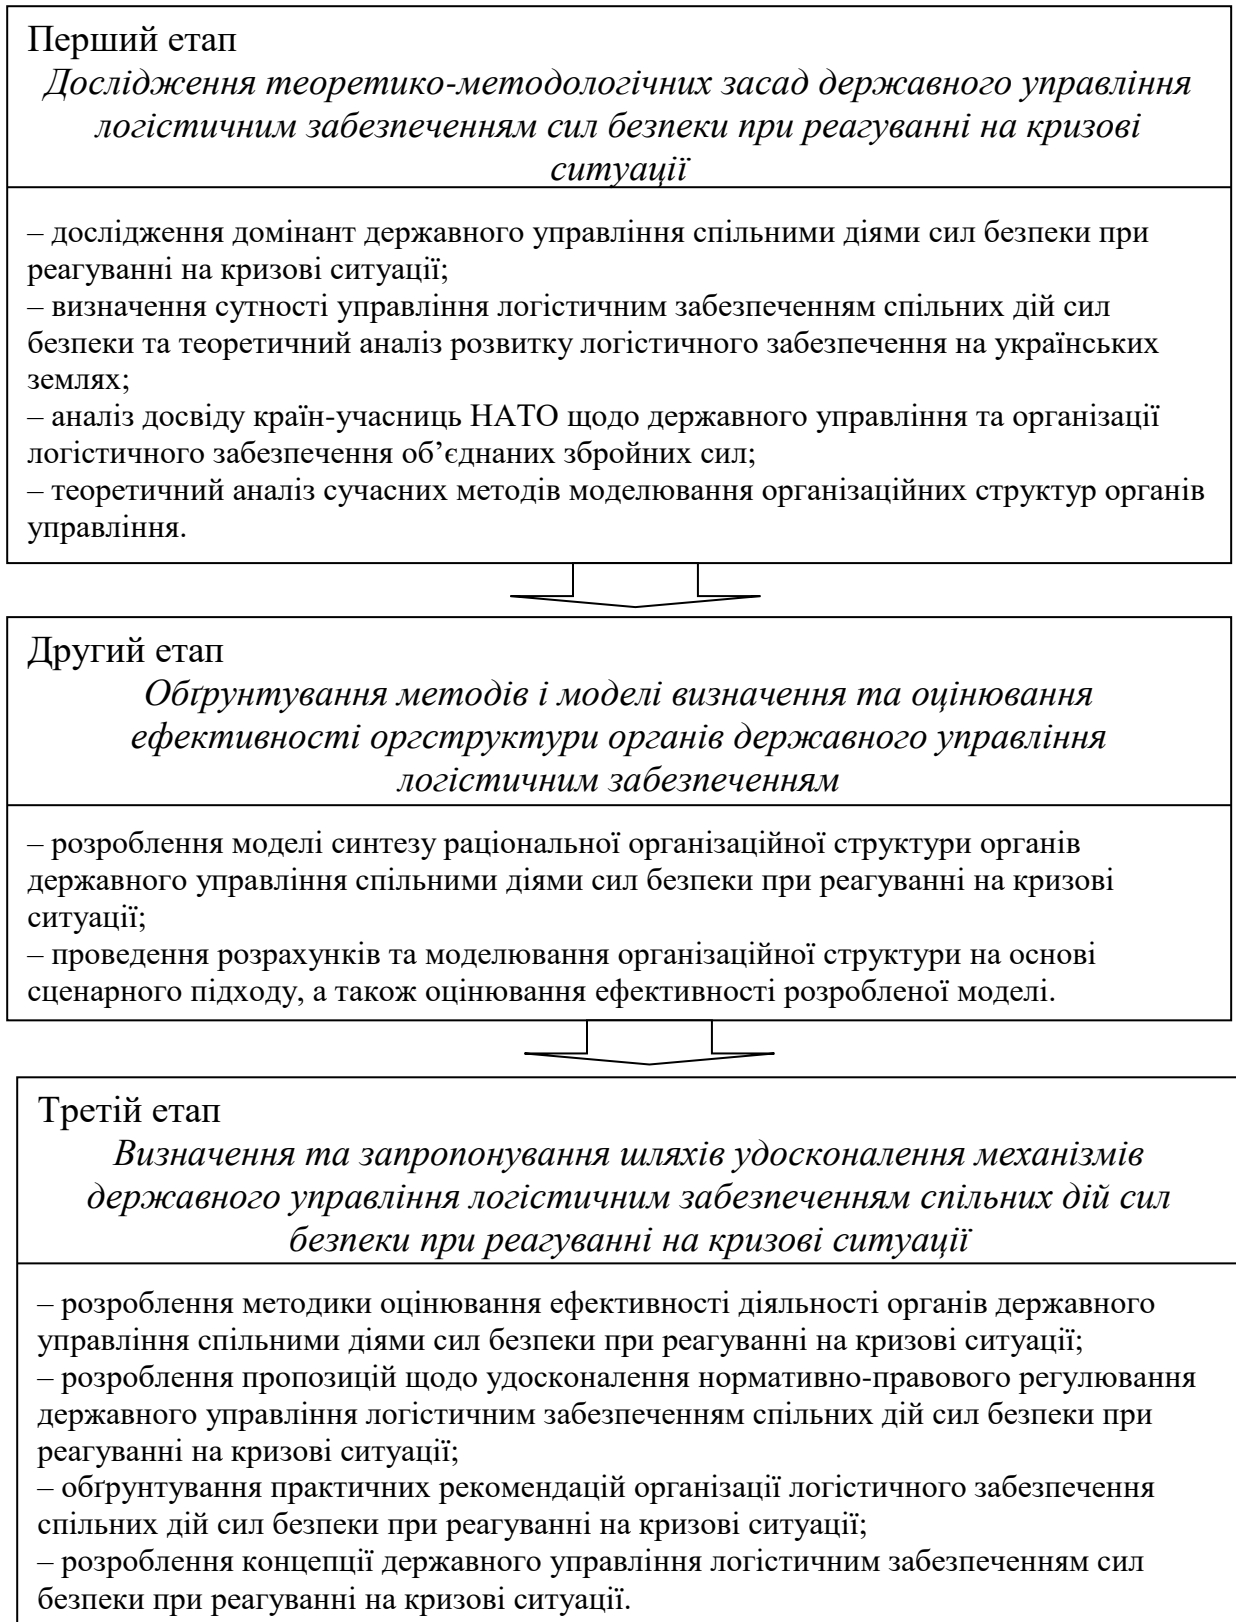 Перший етап
Дослідження теоретико-методологічних засад державного управління
логістичним забезпеченням сил безпеки при реагуванні на кризові
ситуації
– дослідження домінант державного управління спільними діями сил безпеки при
реагуванні на кризові ситуації;
– визначення сутності управління логістичним забезпеченням спільних дій сил
безпеки та теоретичний аналіз розвитку логістичного забезпечення на українських
землях;
– аналіз досвіду країн-учасниць НАТО щодо державного управління та організації
логістичного забезпечення об’єднаних збройних сил;
– теоретичний аналіз сучасних методів моделювання організаційних структур органів
управління.
Другий етап
Обґрунтування методів і моделі визначення та оцінювання
ефективності оргструктури органів державного управління
логістичним забезпеченням
– розроблення моделі синтезу раціональної організаційної структури органів
державного управління спільними діями сил безпеки при реагуванні на кризові
ситуації;
– проведення розрахунків та моделювання організаційної структури на основі
сценарного підходу, а також оцінювання ефективності розробленої моделі.
Третій етап
Визначення та запропонування шляхів удосконалення механізмів
державного управління логістичним забезпеченням спільних дій сил
безпеки при реагуванні на кризові ситуації
– розроблення методики оцінювання ефективності діяльності органів державного
управління спільними діями сил безпеки при реагуванні на кризові ситуації;
– розроблення пропозицій щодо удосконалення нормативно-правового регулювання
державного управління логістичним забезпеченням спільних дій сил безпеки при
реагуванні на кризові ситуації;
– обґрунтування практичних рекомендацій організації логістичного забезпечення
спільних дій сил безпеки при реагуванні на кризові ситуації;
– розроблення концепції державного управління логістичним забезпеченням сил
безпеки при реагуванні на кризові ситуації.